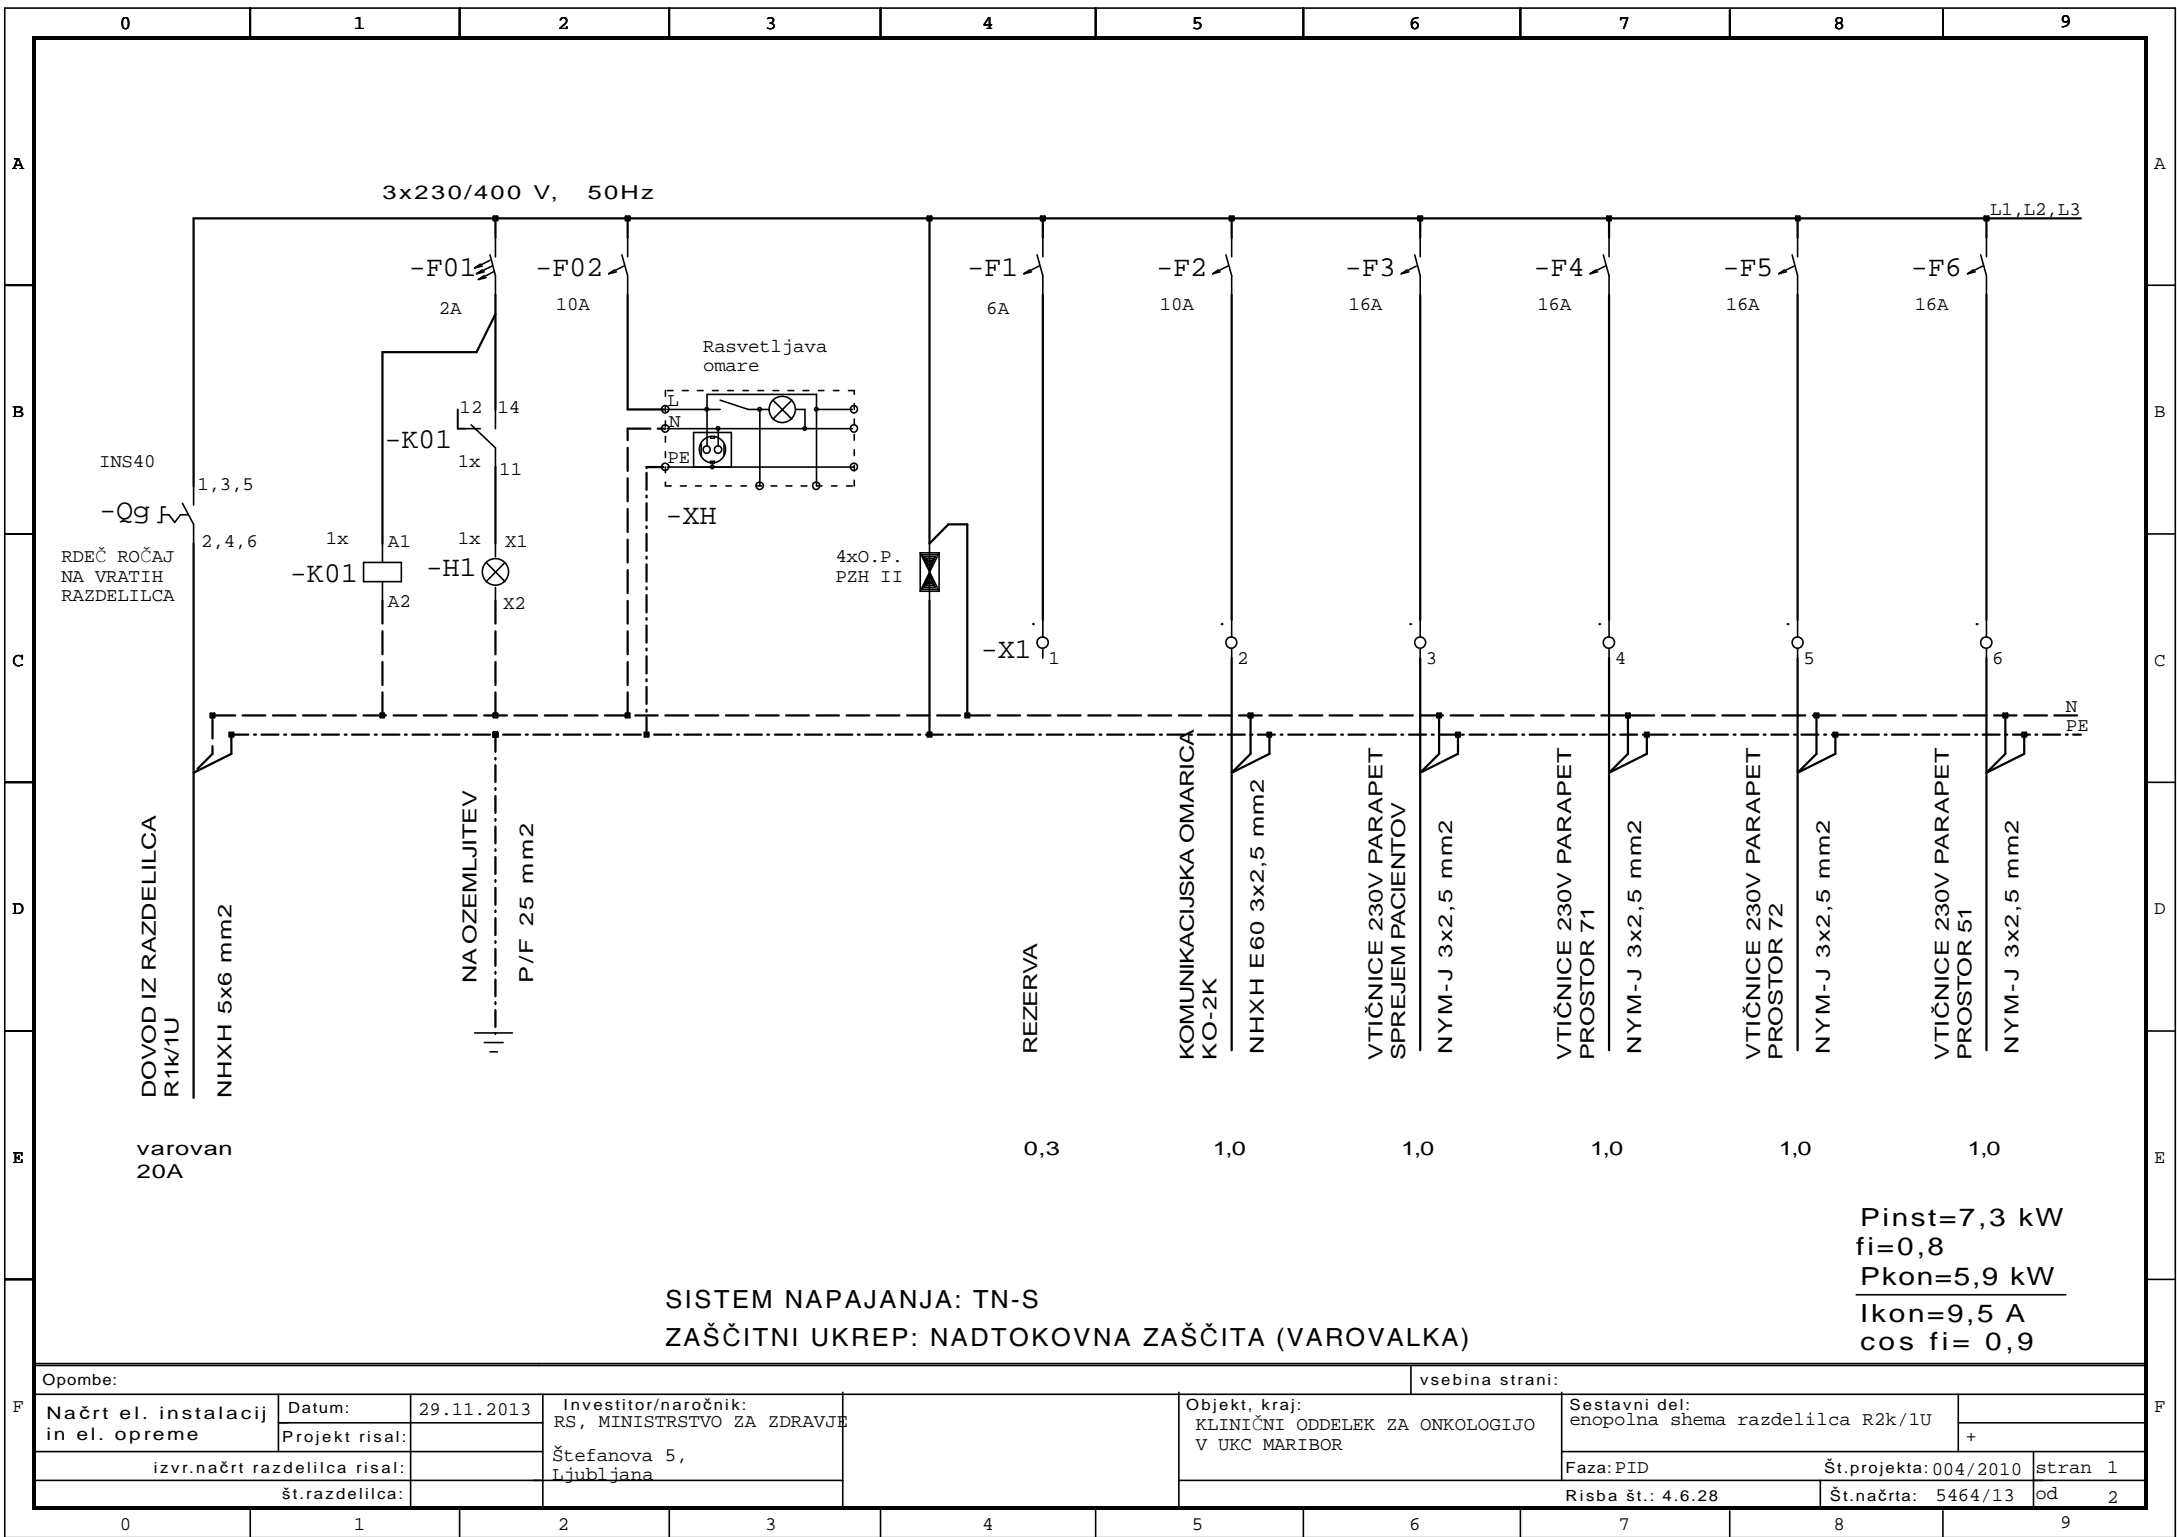 0 1 2 3 4 5 6 7 8 9
A A
3x230/400 V, 50Hz
L1,L2,L3
-F01 -F02 -F1 -F2 -F3 -F4 -F5 -F6
2A 10A 6A 10A 16A 16A 16A 16A
Rasvetljava
omare
B B
L
N
PE
-XH
12 14
-K01
1x 11
INS40
1,3,5
-Qg
2,4,6
RDEČ ROČAJ
NA VRATIH
RAZDELILCA
1x A1
-K01
A2
1x X1
-H1
X2
4xO.P.
PZH II
C C
-X1 1 2 3 4 5 6
N
PE
DOVOD IZ RAZDELILCA
R1k/1U
NHXH 5x6 mm2
NA OZEMLJITEV
P/F 25 mm2
REZERVA
KOMUNIKACIJSKA OMARICA
KO-2K
NHXH E60 3x2,5 mm2
VTIČNICE 230V PARAPET
SPREJEM PACIENTOV
NYM-J 3x2,5 mm2
VTIČNICE 230V PARAPET
PROSTOR 71
NYM-J 3x2,5 mm2
VTIČNICE 230V PARAPET
PROSTOR 72
NYM-J 3x2,5 mm2
VTIČNICE 230V PARAPET
PROSTOR 51
NYM-J 3x2,5 mm2
D D
E E
varovan
20A
0,3 1,0 1,0 1,0 1,0 1,0
Pinst=7,3 kW
fi=0,8
Pkon=5,9 kW
Ikon=9,5 A
cos fi= 0,9
SISTEM NAPAJANJA: TN-S
ZAŠČITNI UKREP: NADTOKOVNA ZAŠČITA (VAROVALKA)
F F
Opombe:
vsebina strani:
Načrt el. instalacij
in el. opreme
Datum: 29.11.2013
Projekt risal:
izvr.načrt razdelilca risal:
št.razdelilca:
Investitor/naročnik:
RS, MINISTRSTVO ZA ZDRAVJE
Štefanova 5,
Ljubljana
Objekt, kraj:
KLINIČNI ODDELEK ZA ONKOLOGIJO
V UKC MARIBOR
Sestavni del:
enopolna shema razdelilca R2k/1U
+
Faza: PID
Št.projekta: 004/2010
stran 1
Risba št.: 4.6.28
Št.načrta: 5464/13
od 2
0 1 2 3 4 5 6 7 8 9